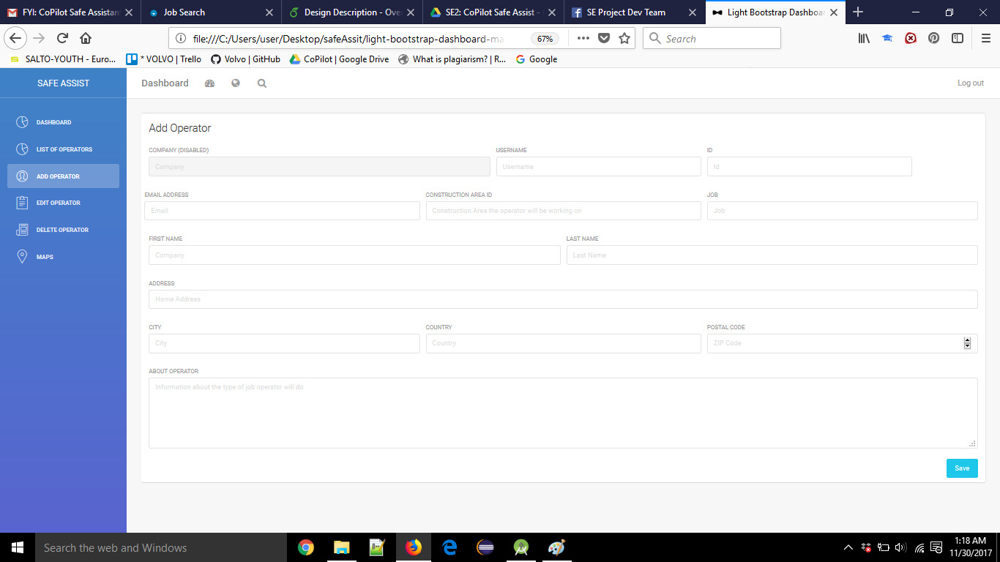 FYI: CoPilot Safe Assistan
Job Search
Design Description - Ove
SE2: CoPilot Safe Assist -
SE Project Dev Team
Light Bootstrap Dashboar
file:///C:/Users/user/Desktop/safeAssit/light-bootstrap-dashboard-ma
67%
Search
SALTO-YOUTH - Euro...
* VOLVO | Trello
Volvo | GitHub
CoPilot | Google Drive
What is plagiarism? | R...
Google
SAFE ASSIST
Dashboard
Log out
DASHBOARD
LIST OF OPERATORS
ADD OPERATOR
EDIT OPERATOR
DELETE OPERATOR
MAPS
Add Operator
COMPANY (DISABLED)
USERNAME
ID
Company
Username
Id
EMAIL ADDRESS
CONSTRUCTION AREA ID
JOB
Email
Construction Area the operator will be working on
Job
FIRST NAME
LAST NAME
Company
Last Name
ADDRESS
Home Address
CITY
COUNTRY
POSTAL CODE
City
Country
ZIP Code
ABOUT OPERATOR
Information about the type of job operator will do
Save
Search the web and Windows
1:18 AM
11/30/2017